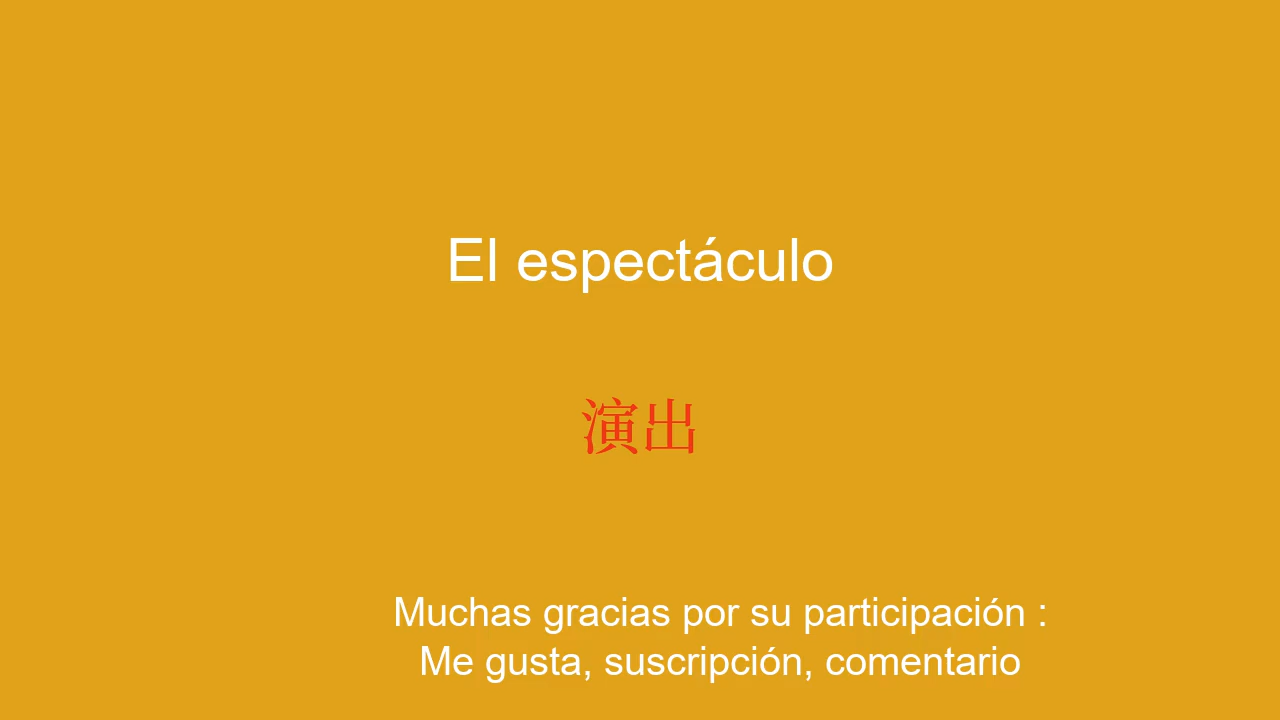 El espectáculo
演出
Muchas gracias por su participación :
Me gusta, suscripción, comentario